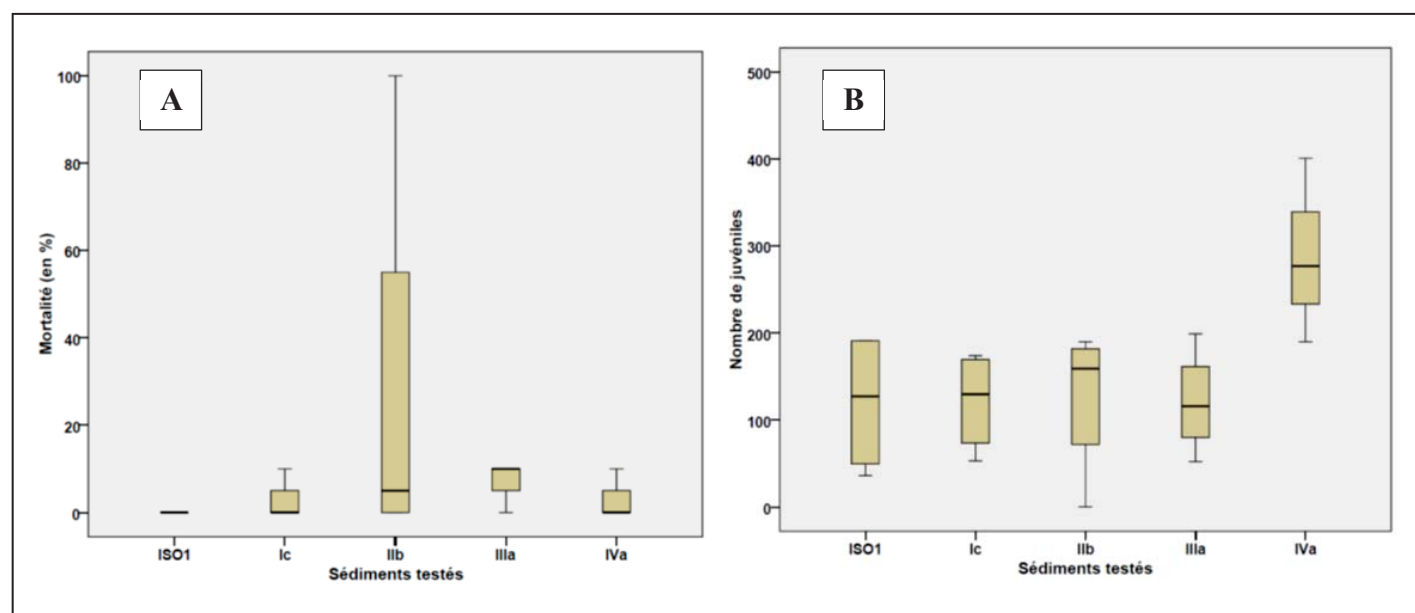 A
100
80
60
40
20
0
Mortalité (en %)
ISO1 Ic IIb IIIa IVa
Sédiments testés
B
500
400
300
200
100
0
Nombre de juvéniles
ISO1 Ic IIb IIIa IVa
Sédiments testés